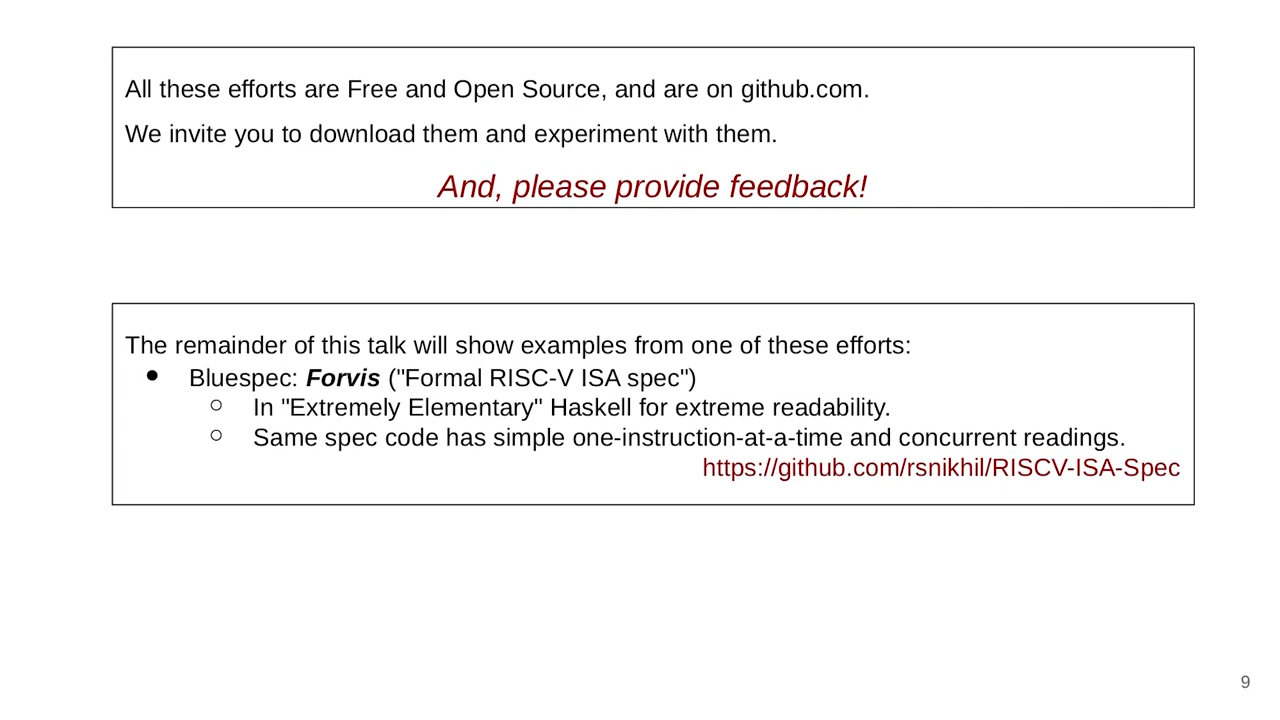 All these efforts are Free and Open Source, and are on github.com.
We invite you to download them and experiment with them.
And, please provide feedback!
The remainder of this talk will show examples from one of these efforts:
● Bluespec: Forvis ("Formal RISC-V ISA spec")
○ In "Extremely Elementary" Haskell for extreme readability.
○ Same spec code has simple one-instruction-at-a-time and concurrent readings.
https://github.com/rsnikhil/RISCV-ISA-Spec
9